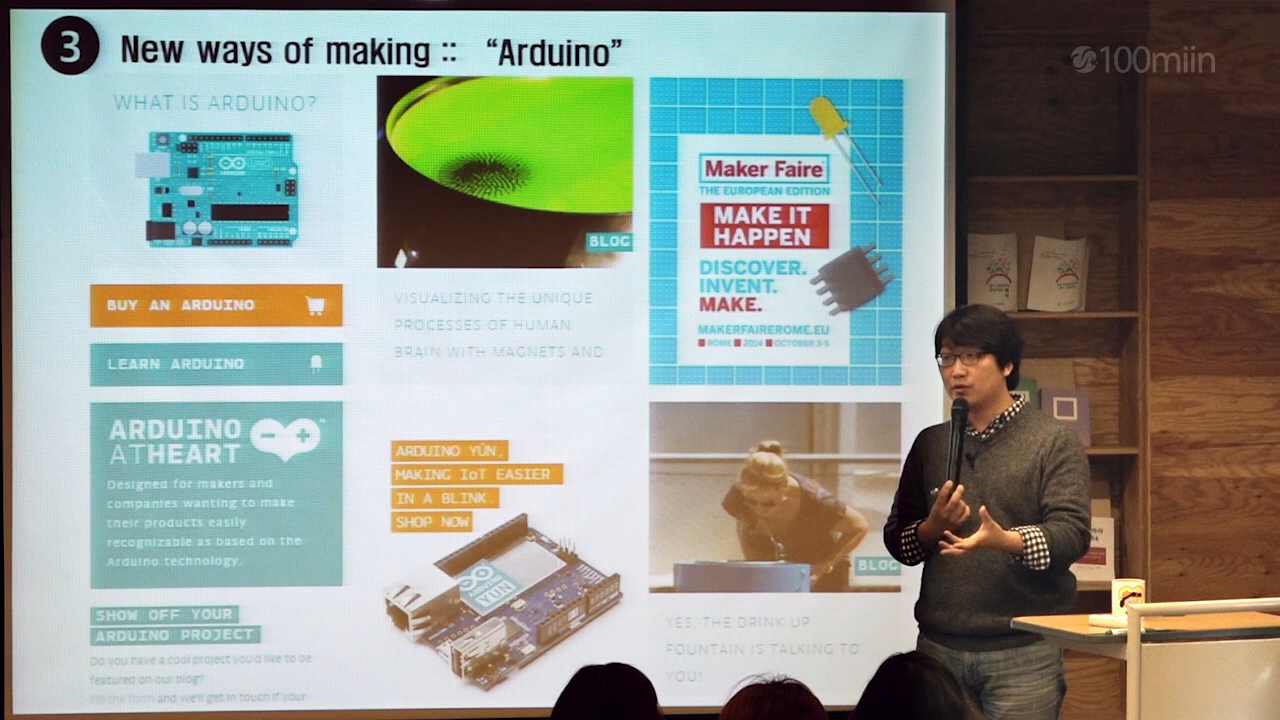 3 New ways of making :: “Arduino”
100miin
WHAT IS ARDUINO?
UNO
BUY AN ARDUINO
LEARN ARDUINO
ARDUINO
ATHEART
TM
Designed for makers and
companies wanting to make
their products easily
recognizable as based on the
Arduino technology.
SHOW OFF YOUR
ARDUINO PROJECT
Do you have a cool project you'd like to be
featured on our blog?
Fill the form and we'll get in touch if your
BLOG
VISUALIZING THE UNIQUE
PROCESSES OF HUMAN
BRAIN WITH MAGNETS AND
ARDUINO YÚN,
MAKING IoT EASIER
IN A BLINK.
SHOP NOW
YÚN
Maker Faire
THE EUROPEAN EDITION
MAKE IT
HAPPEN
DISCOVER.
INVENT.
MAKE.
MAKERFAIREROME.EU
ROME 2014 OCTOBER 3-5
BLOG
YES, THE DRINK UP
FOUNTAIN IS TALKING TO
YOU!